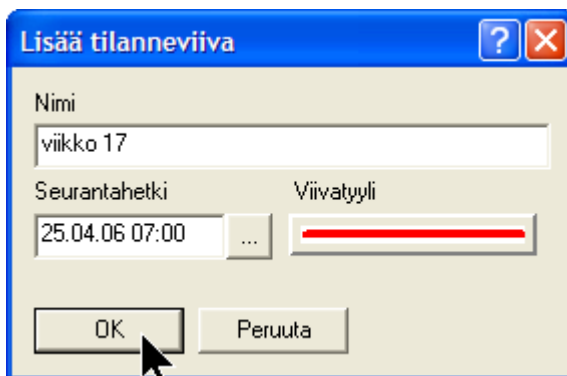 Lisää tilanneviiva
Nimi
viikko 17
Seurantahetki Viivatyyli
25.04.06 07:00 ...
OK Peruuta